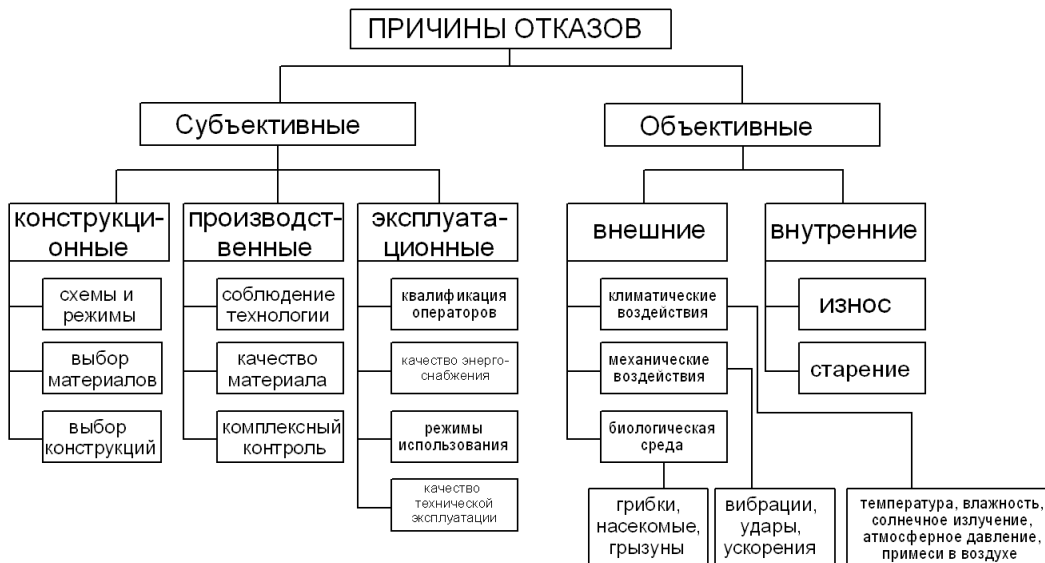 ПРИЧИНЫ ОТКАЗОВ
Субъективные
Объективные
конструкци-
онные
производст-
венные
эксплуата-
ционные
внешние
внутренние
схемы и
режимы
соблюдение
технологии
квалификация
операторов
климатические
воздействия
износ
выбор
материалов
качество
материала
качество энерго-
снабжения
механические
воздействия
старение
выбор
конструкций
комплексный
контроль
режимы
использования
биологическая
среда
качество
технической
эксплуатации
грибки,
насекомые,
грызуны
вибрации,
удары,
ускорения
температура, влажность,
солнечное излучение,
атмосферное давление,
примеси в воздухе